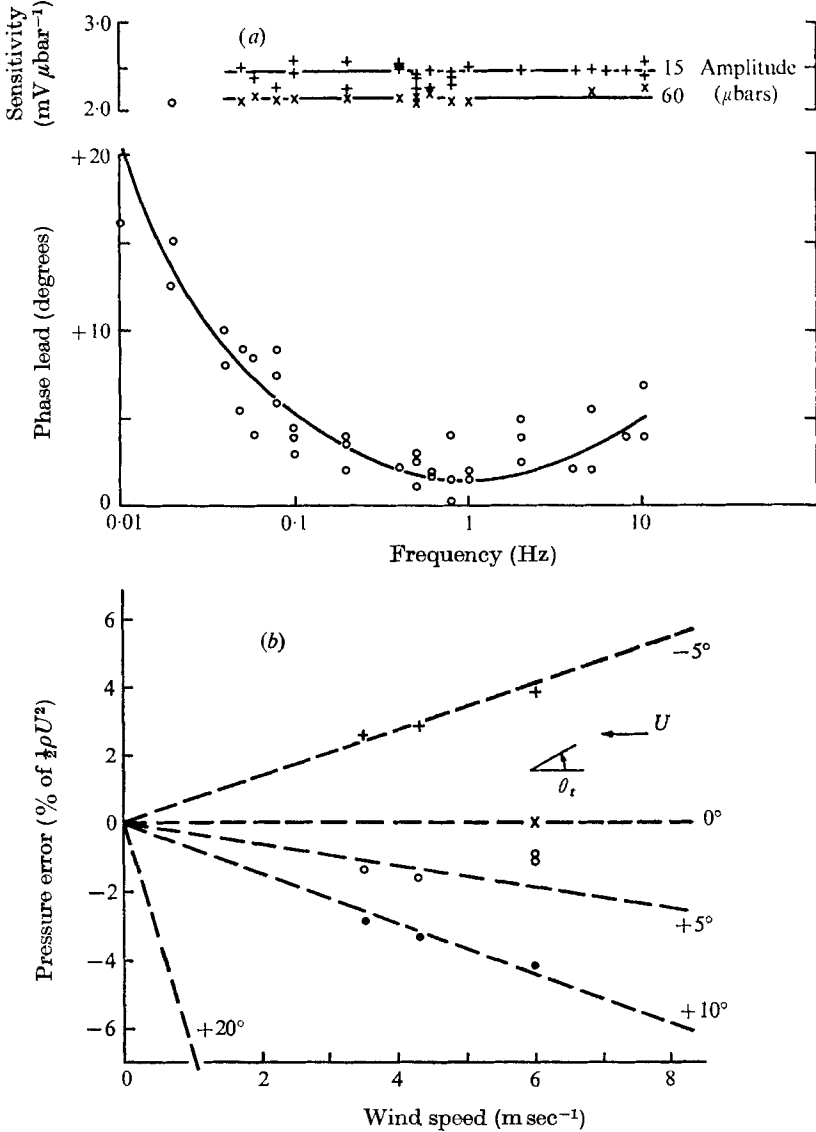 3·0
2·0
Sensitivity
(mV μbar⁻¹)
(a)
15 Amplitude
60 (μbars)
+20
+10
0
Phase lead (degrees)
0·01
0·1
1
10
Frequency (Hz)
6
4
2
0
−2
−4
−6
Pressure error (% of ½ρU²)
(b)
−5°
U
θt
0°
+5°
+10°
+20°
0
2
4
6
8
Wind speed (m sec⁻¹)